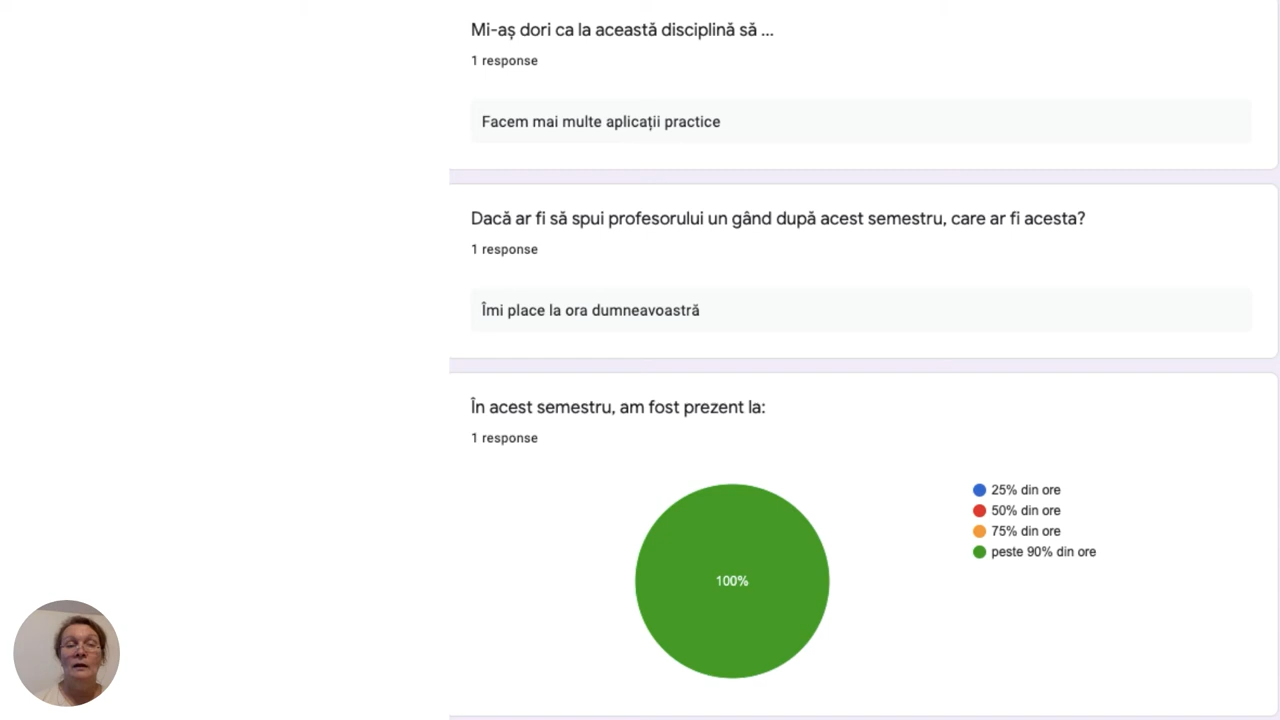 Mi-aș dori ca la această disciplină să ...
1 response
Facem mai multe aplicații practice
Dacă ar fi să spui profesorului un gând după acest semestru, care ar fi acesta?
1 response
Îmi place la ora dumneavoastră
În acest semestru, am fost prezent la:
1 response
100%
25% din ore
50% din ore
75% din ore
peste 90% din ore